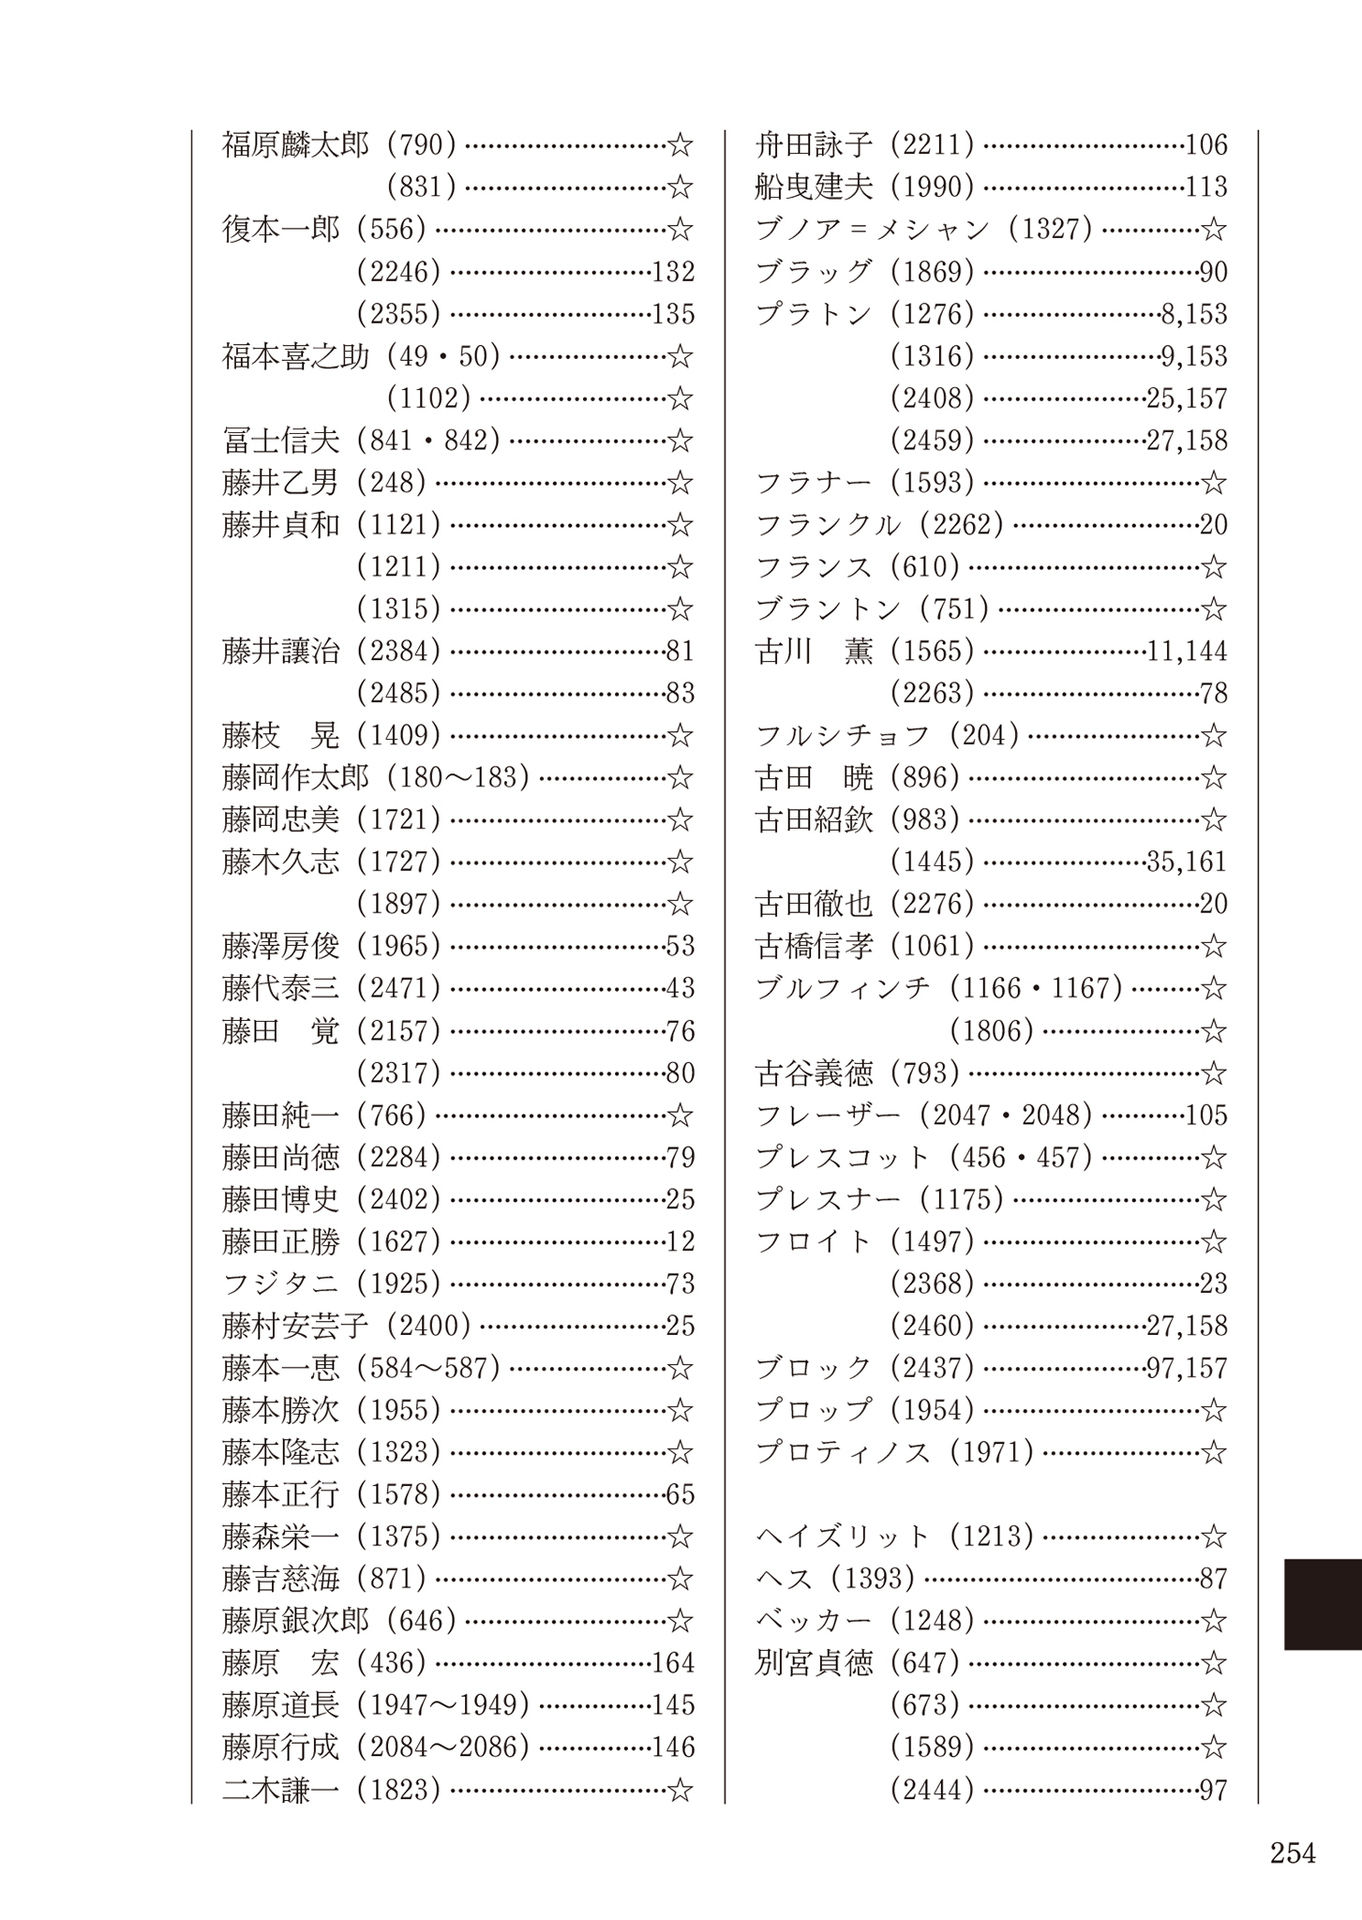 福原麟太郎（790）…………………………☆
（831）…………………………☆
復本一郎（556）…………………………☆
（2246）…………………………132
（2355）…………………………135
福本喜之助（49・50）…………………☆
（1102）………………………☆
冨士信夫（841・842）…………………☆
藤井乙男（248）…………………………☆
藤井貞和（1121）………………………☆
（1211）………………………☆
（1315）………………………☆
藤井讓治（2384）………………………81
（2485）………………………83
藤枝　晃（1409）………………………☆
藤岡作太郎（180～183）………………☆
藤岡忠美（1721）………………………☆
藤木久志（1727）………………………☆
（1897）………………………☆
藤澤房俊（1965）………………………53
藤代泰三（2471）………………………43
藤田　覚（2157）………………………76
（2317）………………………80
藤田純一（766）…………………………☆
藤田尚徳（2284）………………………79
藤田博史（2402）………………………25
藤田正勝（1627）………………………12
フジタニ（1925）………………………73
藤村安芸子（2400）……………………25
藤本一恵（584～587）…………………☆
藤本勝次（1955）………………………☆
藤本隆志（1323）………………………☆
藤本正行（1578）………………………65
藤森栄一（1375）………………………☆
藤吉慈海（871）…………………………☆
藤原銀次郎（646）………………………☆
藤原　宏（436）………………………164
藤原道長（1947～1949）……………145
藤原行成（2084～2086）……………146
二木謙一（1823）………………………☆
舟田詠子（2211）………………………106
船曳建夫（1990）………………………113
ブノア＝メシャン（1327）…………☆
ブラッグ（1869）………………………90
プラトン（1276）……………………8,153
（1316）……………………9,153
（2408）…………………25,157
（2459）…………………27,158
フラナー（1593）………………………☆
フランクル（2262）……………………20
フランス（610）…………………………☆
ブラントン（751）………………………☆
古川　薫（1565）…………………11,144
（2263）………………………78
フルシチョフ（204）…………………☆
古田　暁（896）…………………………☆
古田紹欽（983）…………………………☆
（1445）…………………35,161
古田徹也（2276）………………………20
古橋信孝（1061）………………………☆
ブルフィンチ（1166・1167）………☆
（1806）…………………☆
古谷義徳（793）…………………………☆
フレーザー（2047・2048）…………105
プレスコット（456・457）…………☆
プレスナー（1175）……………………☆
フロイト（1497）………………………☆
（2368）………………………23
（2460）…………………27,158
ブロック（2437）…………………97,157
プロップ（1954）………………………☆
プロティノス（1971）…………………☆
ヘイズリット（1213）…………………☆
ヘス（1393）……………………………87
ベッカー（1248）………………………☆
別宮貞徳（647）…………………………☆
（673）…………………………☆
（1589）………………………☆
（2444）………………………97
254